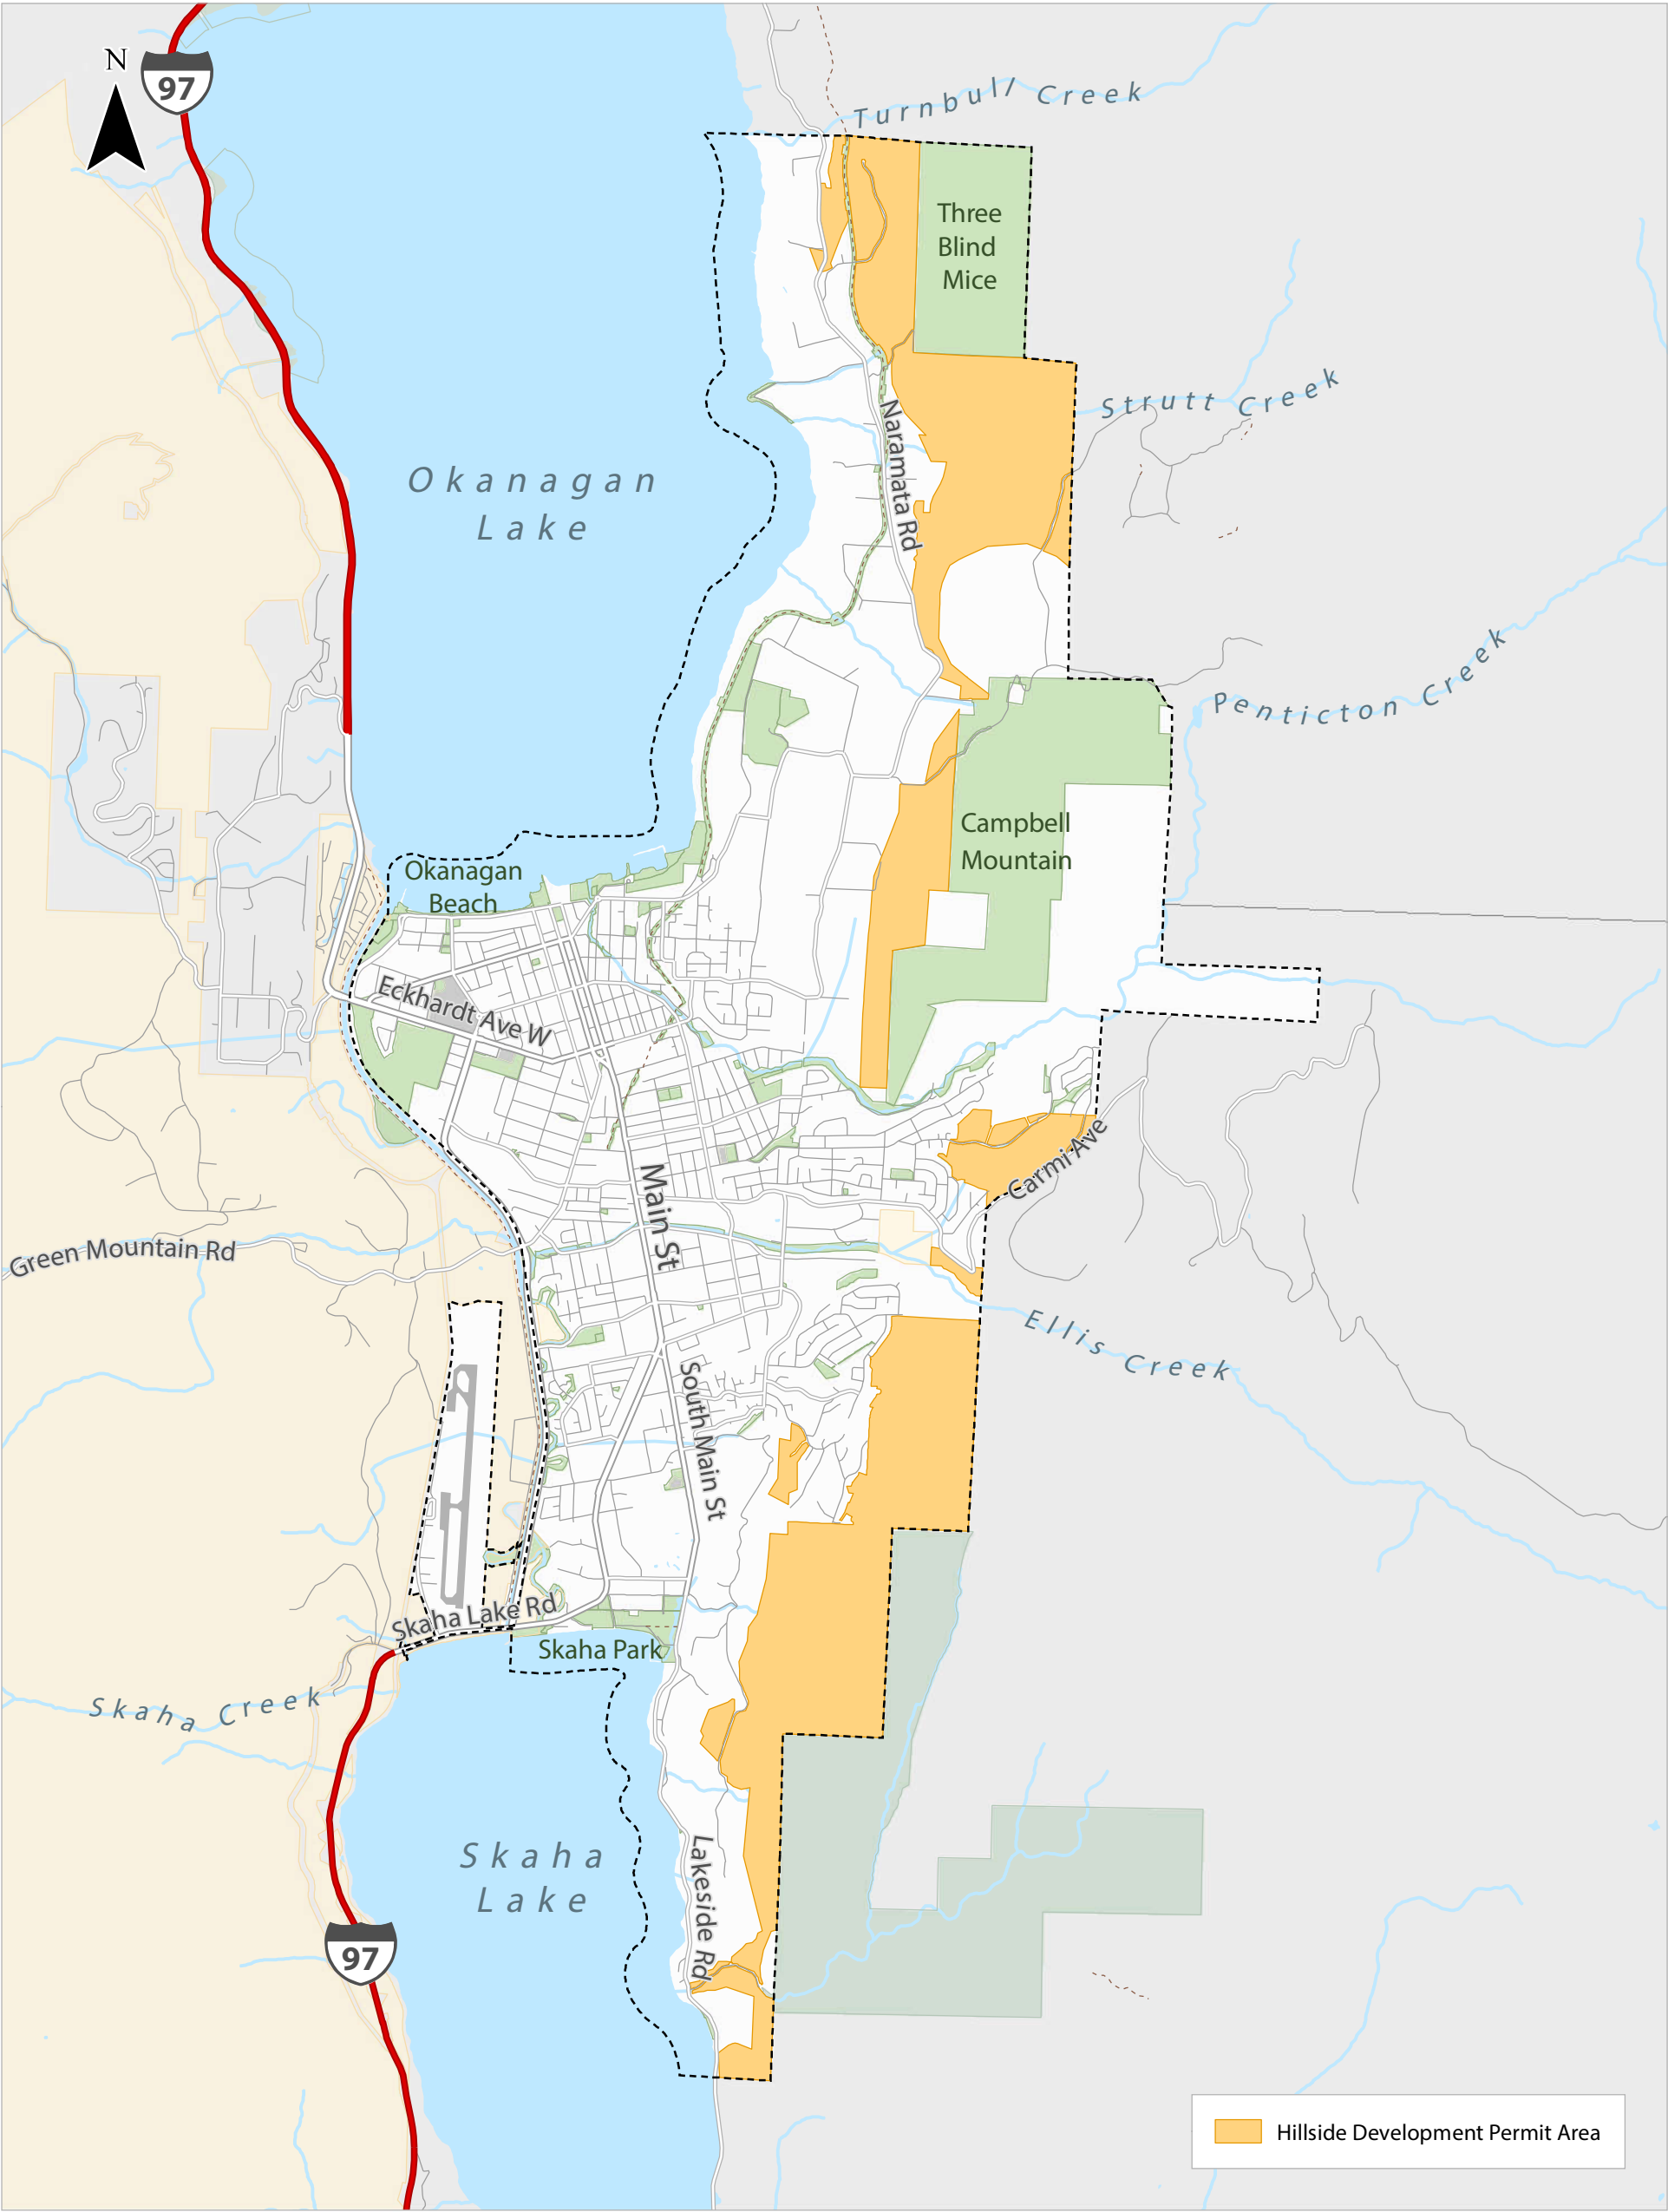 N
97
Turnbull Creek
Three
Blind
Mice
Strutt Creek
Naramata Rd
Okanagan
Lake
Penticton Creek
Campbell
Mountain
Okanagan
Beach
Eckhardt Ave W
Main St
Carmi Ave
Green Mountain Rd
Ellis Creek
South Main St
Skaha Lake Rd
Skaha Park
Skaha Creek
Skaha
Lake
Lakeside Rd
97
Hillside Development Permit Area